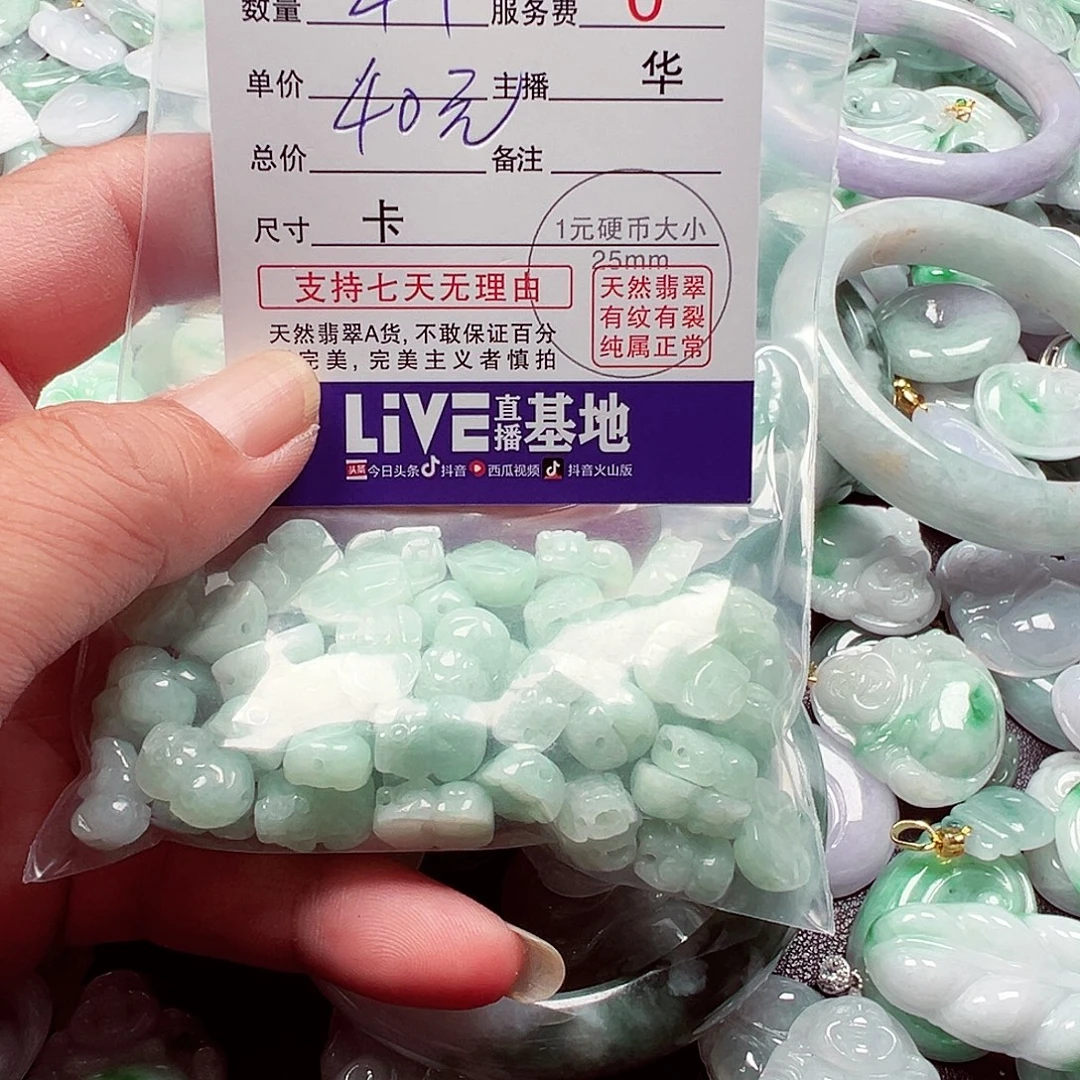 数量 服务费 0
单价 40元 主播 华
总价 备注
尺寸 卡 1元硬币大小
25mm
支持七天无理由
天然翡翠
有纹有裂
纯属正常
天然翡翠A货,不敢保证百分
完美,完美主义者慎拍
LiVE 直播 基地
头条 今日头条 抖音 西瓜视频 抖音火山版